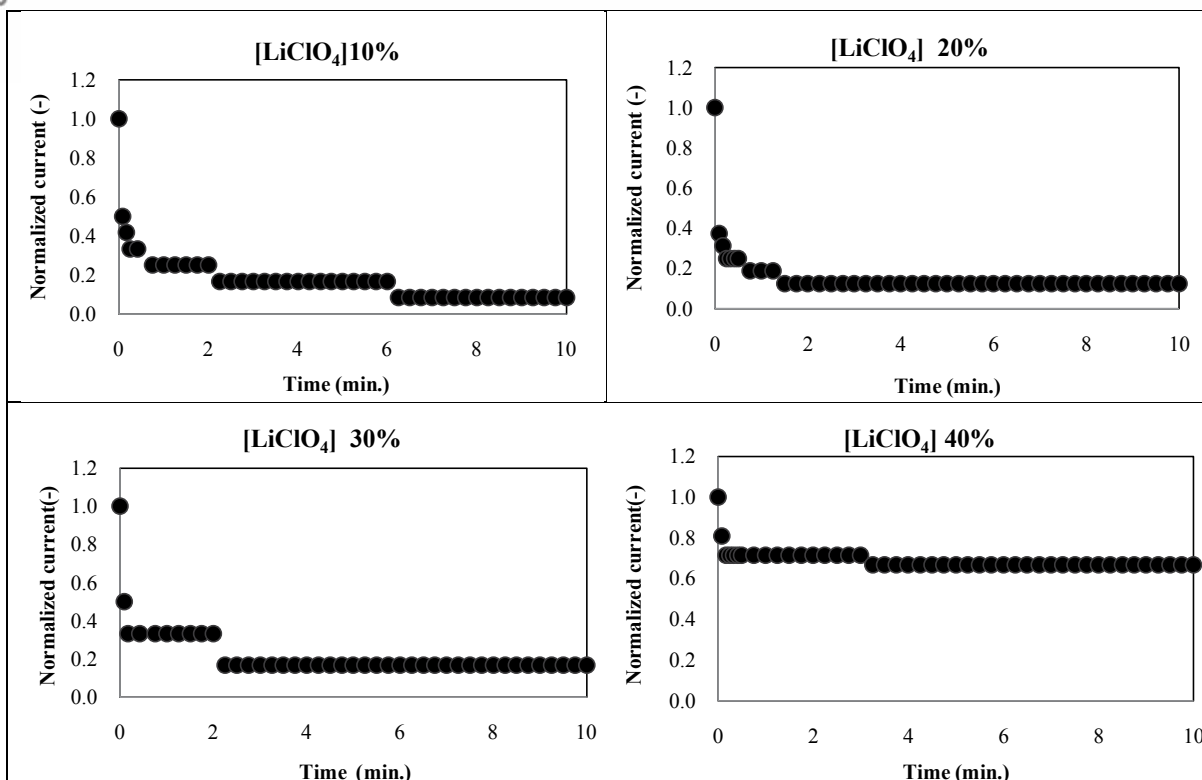 [LiClO₄]10%
Normalized current (-)
1.2
1.0
0.8
0.6
0.4
0.2
0.0
0 2 4 6 8 10
Time (min.)
[LiClO₄] 20%
Normalized current (-)
1.2
1.0
0.8
0.6
0.4
0.2
0.0
0 2 4 6 8 10
Time (min.)
[LiClO₄] 30%
Normalized current(-)
1.2
1.0
0.8
0.6
0.4
0.2
0.0
0 2 4 6 8 10
Time (min.)
[LiClO₄] 40%
Normalized current(-)
1.2
1.0
0.8
0.6
0.4
0.2
0.0
0 2 4 6 8 10
Time (min.)